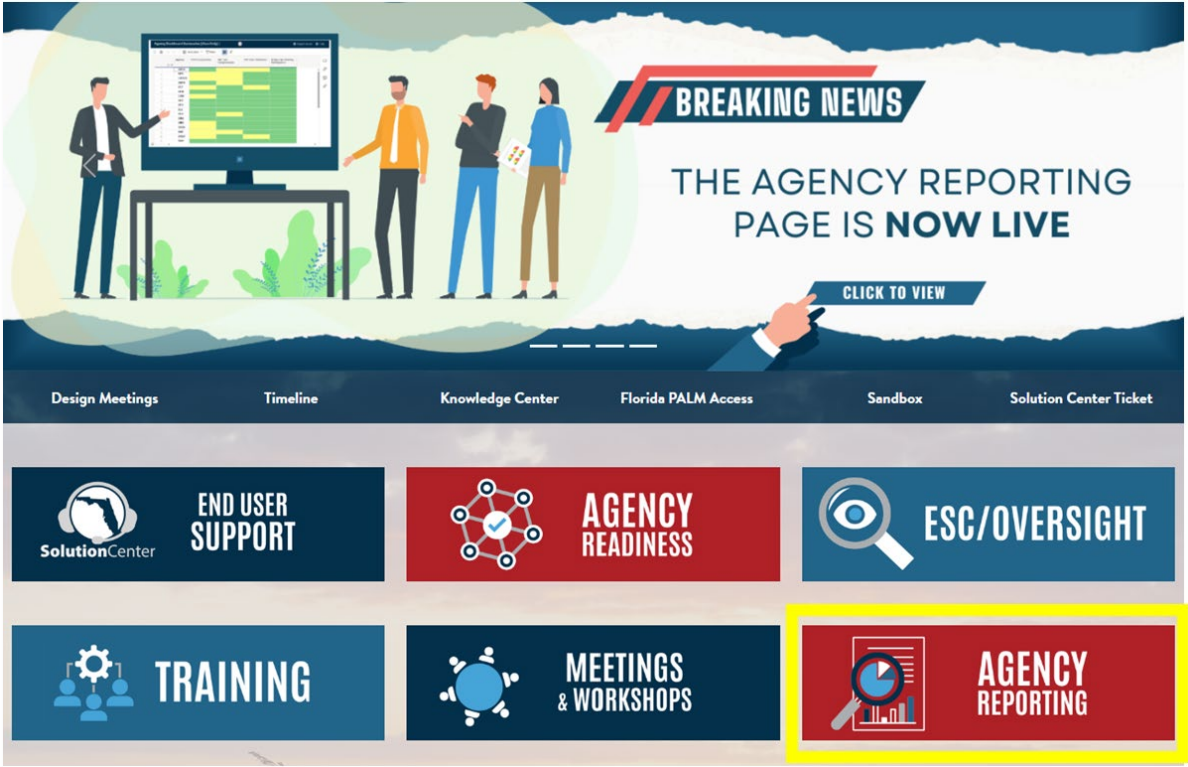 BREAKING NEWS
THE AGENCY REPORTING
PAGE IS NOW LIVE
CLICK TO VIEW
Design Meetings
Timeline
Knowledge Center
Florida PALM Access
Sandbox
Solution Center Ticket
SolutionCenter
END USER
SUPPORT
AGENCY
READINESS
ESC/OVERSIGHT
TRAINING
MEETINGS
& WORKSHOPS
AGENCY
REPORTING